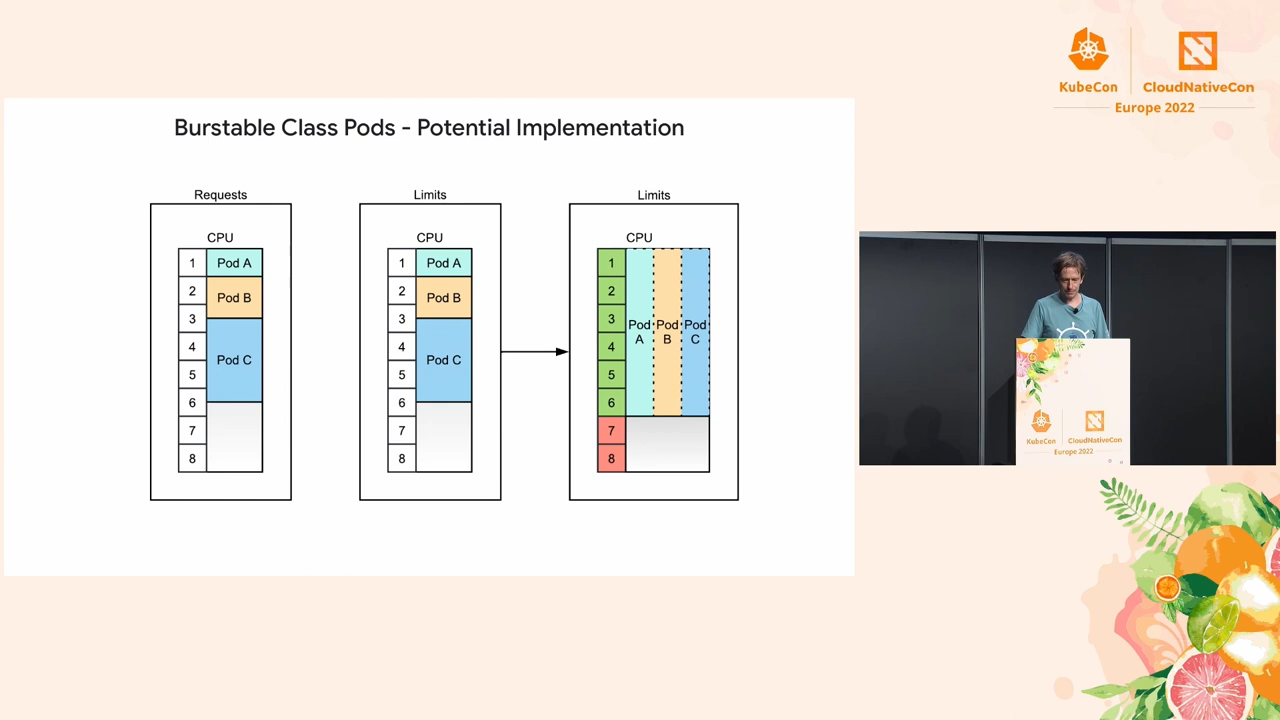 KubeCon
CloudNativeCon
Europe 2022
Burstable Class Pods - Potential Implementation
Requests
CPU
1
Pod A
2
Pod B
3
4
Pod C
5
6
7
8
Limits
CPU
1
Pod A
2
Pod B
3
4
Pod C
5
6
7
8
Limits
CPU
1
2
3
4
5
6
7
8
Pod
A
Pod
B
Pod
C
KubeCon
CloudNativeCon
Europe 2022